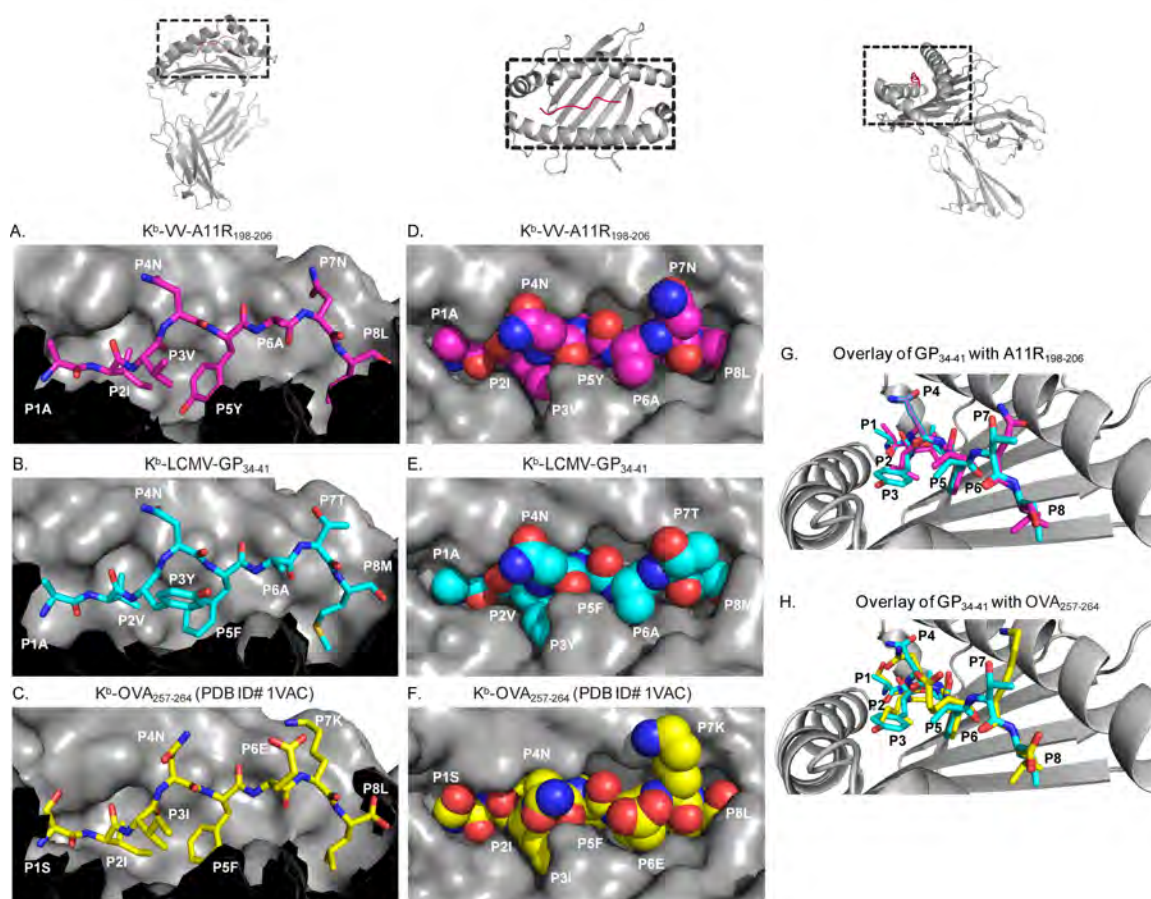 A. Kᵇ-VV-A11R₁₉₈₋₂₀₆
P4N
P7N
P8L
P3V
P6A
P2I
P5Y
P1A
B. Kᵇ-LCMV-GP₃₄₋₄₁
P4N
P7T
P8M
P3Y
P6A
P2V
P5F
P1A
C. Kᵇ-OVA₂₅₇₋₂₆₄ (PDB ID# 1VAC)
P7K
P4N
P6E
P8L
P3I
P1S
P2I
P5F
D. Kᵇ-VV-A11R₁₉₈₋₂₀₆
P7N
P4N
P1A
P2I
P5Y
P8L
P3V
P6A
E. Kᵇ-LCMV-GP₃₄₋₄₁
P7T
P4N
P1A
P2V
P5F
P8M
P3Y
P6A
F. Kᵇ-OVA₂₅₇₋₂₆₄ (PDB ID# 1VAC)
P7K
P4N
P1S
P8L
P2I
P5F
P3I
P6E
G. Overlay of GP₃₄₋₄₁ with A11R₁₉₈₋₂₀₆
P4
P7
P1
P2
P5
P6
P3
P8
H. Overlay of GP₃₄₋₄₁ with OVA₂₅₇₋₂₆₄
P4
P7
P1
P2
P5
P6
P3
P8